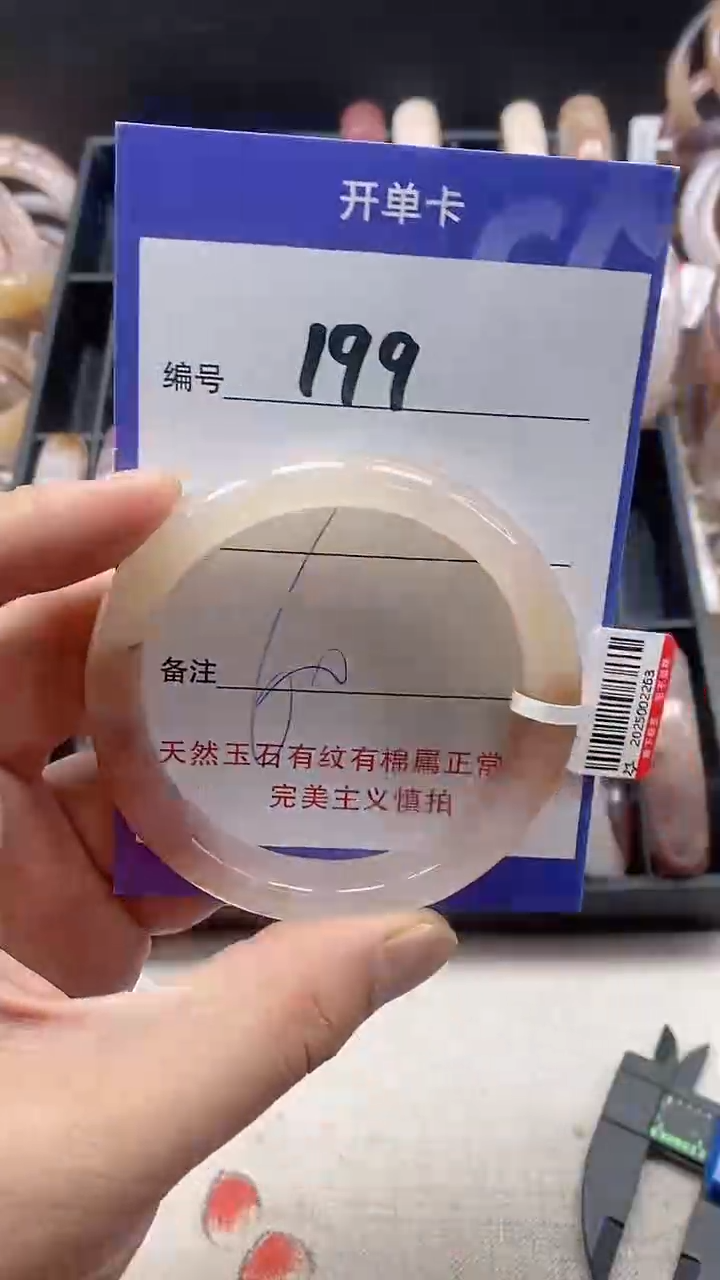 开单卡
编号 199
备注
天然玉石有纹有棉属正常
完美主义慎拍
2025002263